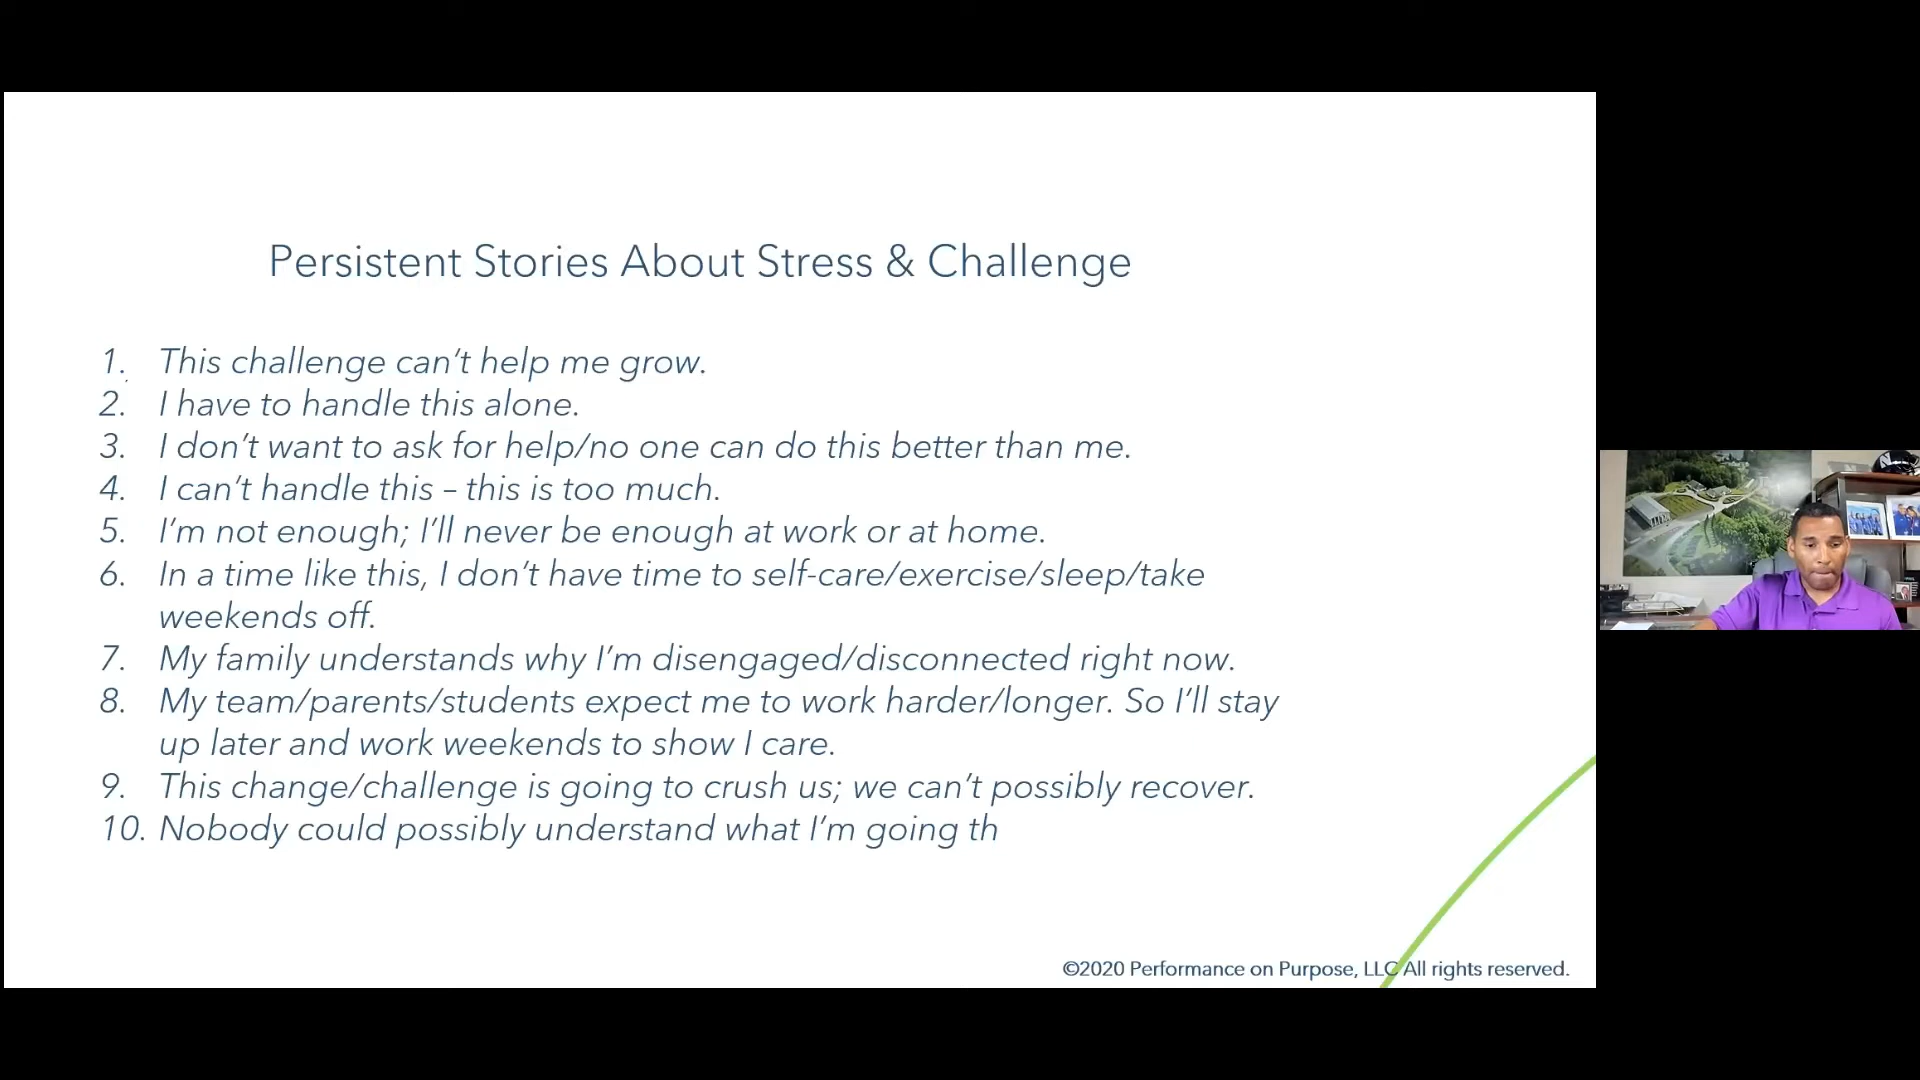 Persistent Stories About Stress & Challenge
1. This challenge can’t help me grow.
2. I have to handle this alone.
3. I don’t want to ask for help/no one can do this better than me.
4. I can’t handle this – this is too much.
5. I’m not enough; I’ll never be enough at work or at home.
6. In a time like this, I don’t have time to self-care/exercise/sleep/take
weekends off.
7. My family understands why I’m disengaged/disconnected right now.
8. My team/parents/students expect me to work harder/longer. So I’ll stay
up later and work weekends to show I care.
9. This change/challenge is going to crush us; we can’t possibly recover.
10. Nobody could possibly understand what I’m going th
©2020 Performance on Purpose, LLC All rights reserved.